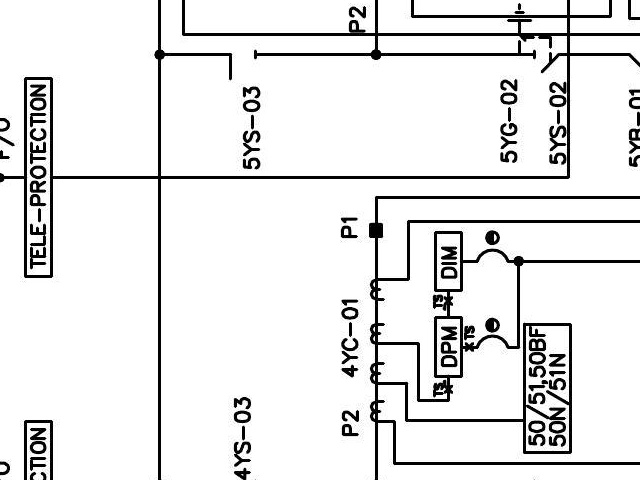 P2
5YS-03
5YG-02
5YS-02
5YB-01
F/O
TELE-PROTECTION
P1
DIM
TS
4YC-01
DPM
TS
TS
P2
50/51,50BF
50N/51N
4YS-03